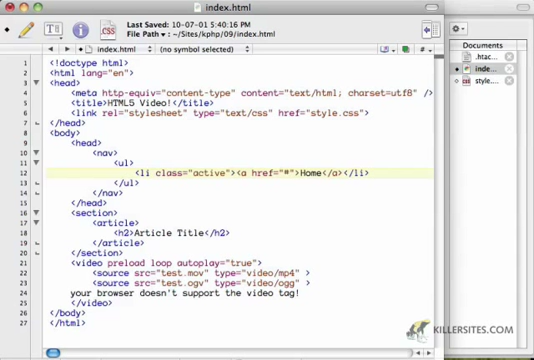 index.html
Last Saved: 10-07-01 5:40:16 PM
File Path: ~/Sites/kphp/09/index.html
index.html
(no symbol selected)
Documents
.htac...
inde...
style....
1 <!doctype html>
2 <html lang="en">
3 <head>
4 <meta http-equiv="content-type" content="text/html; charset=utf8" />
5 <title>HTML5 Video!</title>
6 <link rel="stylesheet" type="text/css" href="style.css">
7 </head>
8 <body>
9 <head>
10 <nav>
11 <ul>
12 <li class="active"><a href="#">Home</a></li>
13 </ul>
14 </nav>
15 </head>
16 <section>
17 <article>
18 <h2>Article Title</h2>
19 </article>
20 </section>
21 <video preload loop autoplay="true">
22 <source src="test.mov" type="video/mp4" >
23 <source src="test.ogv" type="video/ogg" >
24 your browser doesn't support the video tag!
25 </video>
26 </body>
27 </html>
KILLERSITES.COM